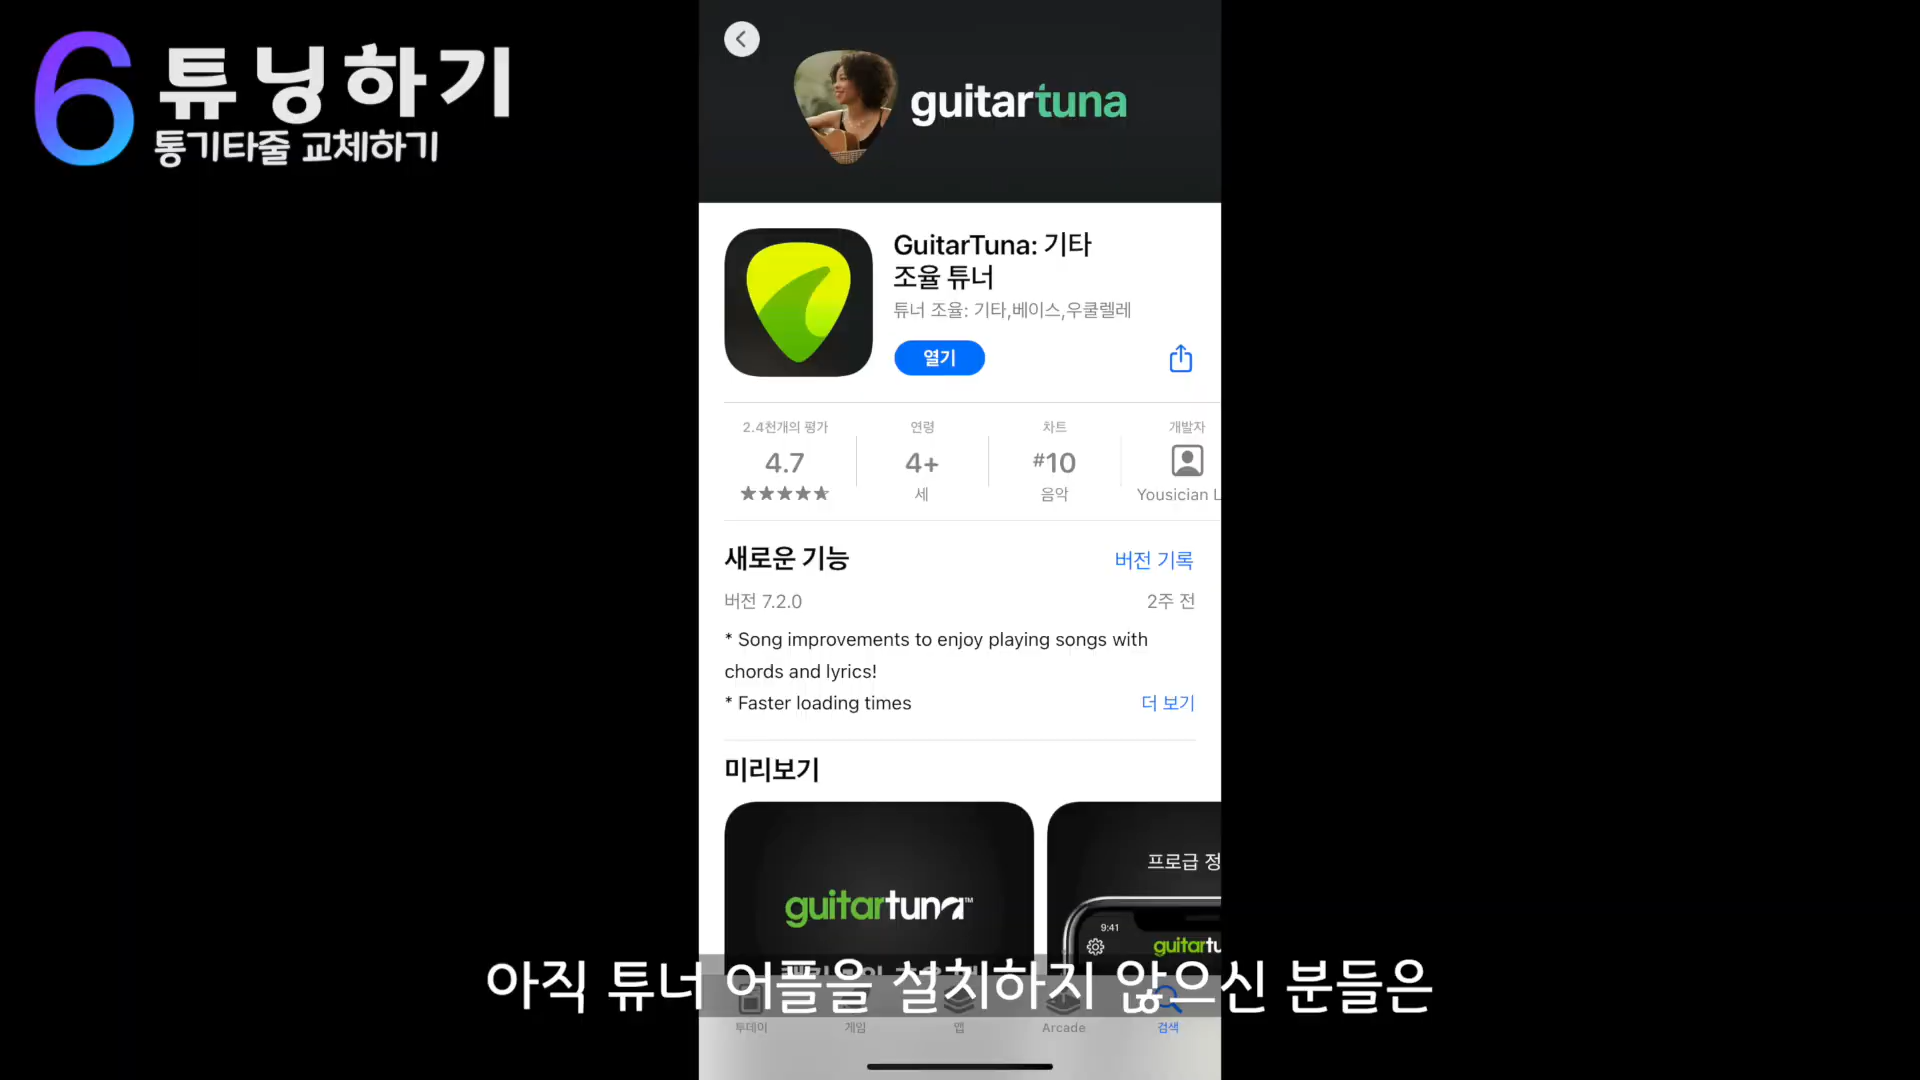 6 튜닝하기
통기타줄 교체하기
guitartuna
GuitarTuna: 기타
조율 튜너
튜너 조율: 기타,베이스,우쿨렐레
열기
2.4천개의 평가
4.7
★★★★★
연령
4+
세
차트
#10
음악
개발자
Yousician L
새로운 기능
버전 기록
버전 7.2.0
2주 전
* Song improvements to enjoy playing songs with
chords and lyrics!
* Faster loading times
더 보기
미리보기
guitartuna™
프로급 정
9:41
guitartu
아직 튜너 어플을 설치하지 않으신 분들은
투데이
게임
앱
Arcade
검색